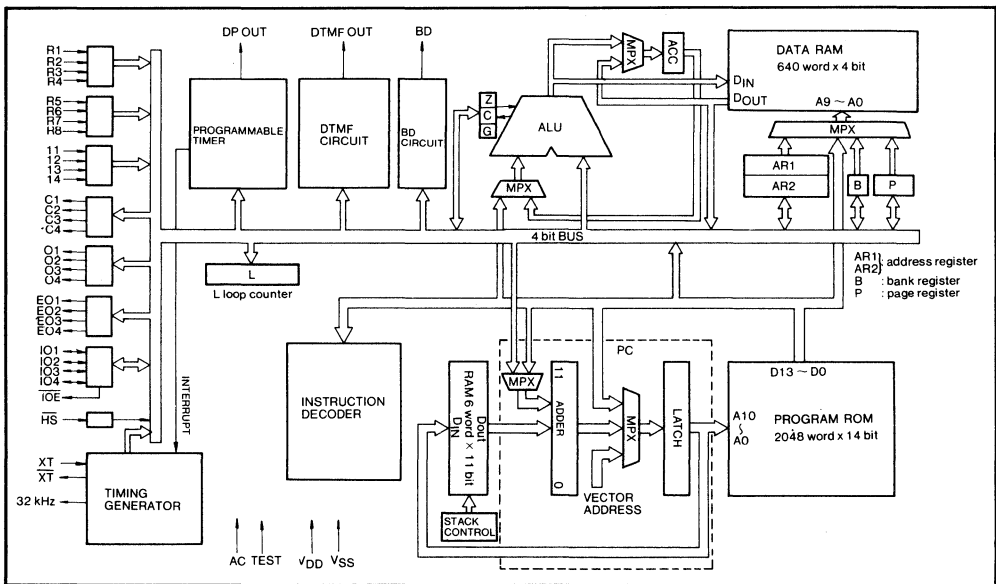 DP OUT
DTMF OUT
BD
R1
R2
R3
R4
R5
R6
R7
R8
11
12
13
14
C1
C2
C3
C4
O1
O2
O3
O4
EO1
EO2
EO3
EO4
IO1
IO2
IO3
IO4
IOE
HS
XT
XT
32 kHz
PROGRAMMABLE
TIMER
DTMF
CIRCUIT
BD
CIRCUIT
Z
C
G
ALU
MPX
MPX
ACC
DATA RAM
640 word x 4 bit
DIN
DOUT
A9 ~ A0
MPX
AR1
AR2
B
P
4 bit BUS
L
L loop counter
AR1
AR2 } : address register
B : bank register
P : page register
INTERRUPT
TIMING
GENERATOR
INSTRUCTION
DECODER
RAM 6 word × 11 bit
DIN
Dout
STACK
CONTROL
PC
MPX
11
ADDER
0
MPX
LATCH
VECTOR
ADDRESS
D13 ~ D0
A10
~
A0
PROGRAM ROM
2048 word x 14 bit
AC
TEST
VDD
VSS